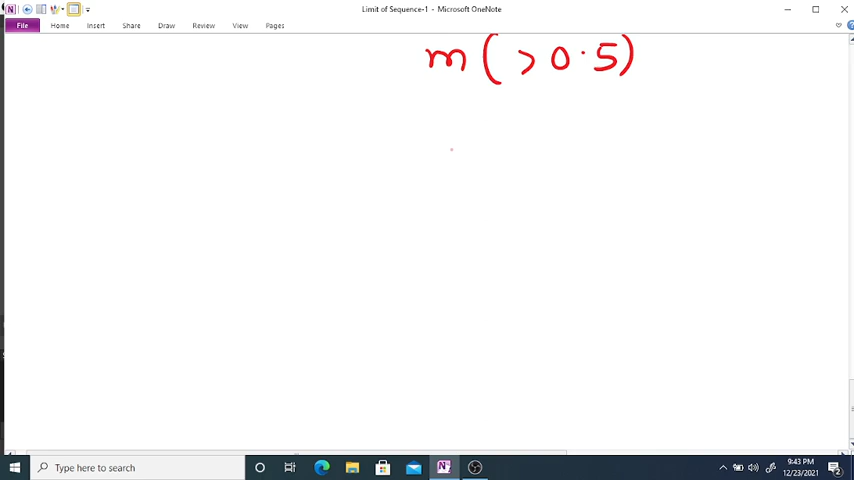 Limit of Sequence-1 - Microsoft OneNote
File Home Insert Share Draw Review View Pages
m ( > 0.5)
Type here to search
9:43 PM
12/23/2021
2